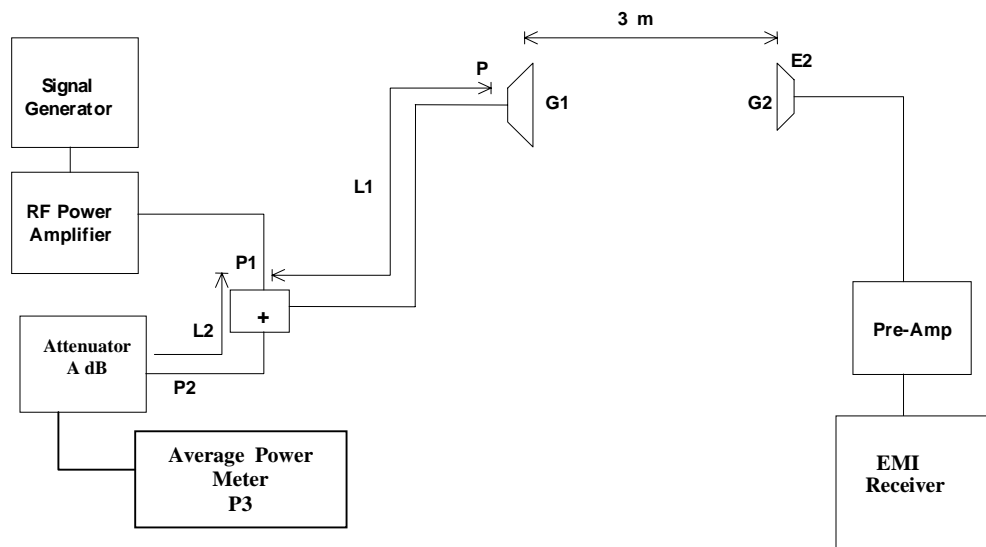 3 m
P
E2
Signal
Generator
G1
G2
L1
RF Power
Amplifier
P1
+
L2
Pre-Amp
Attenuator
A dB
P2
Average Power
Meter
P3
EMI
Receiver